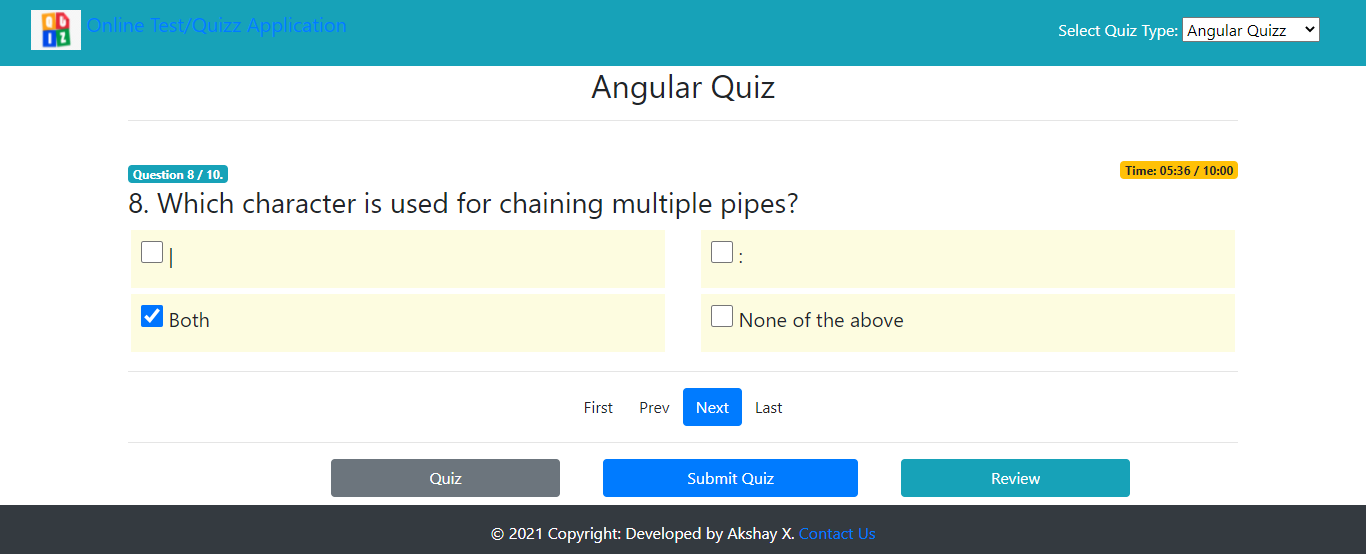 QUIZ
Online Test/Quizz Application
Select Quiz Type: Angular Quizz
Angular Quiz
Question 8 / 10.
Time: 05:36 / 10:00
8. Which character is used for chaining multiple pipes?
|
:
Both
None of the above
First Prev Next Last
Quiz Submit Quiz Review
© 2021 Copyright: Developed by Akshay X. Contact Us